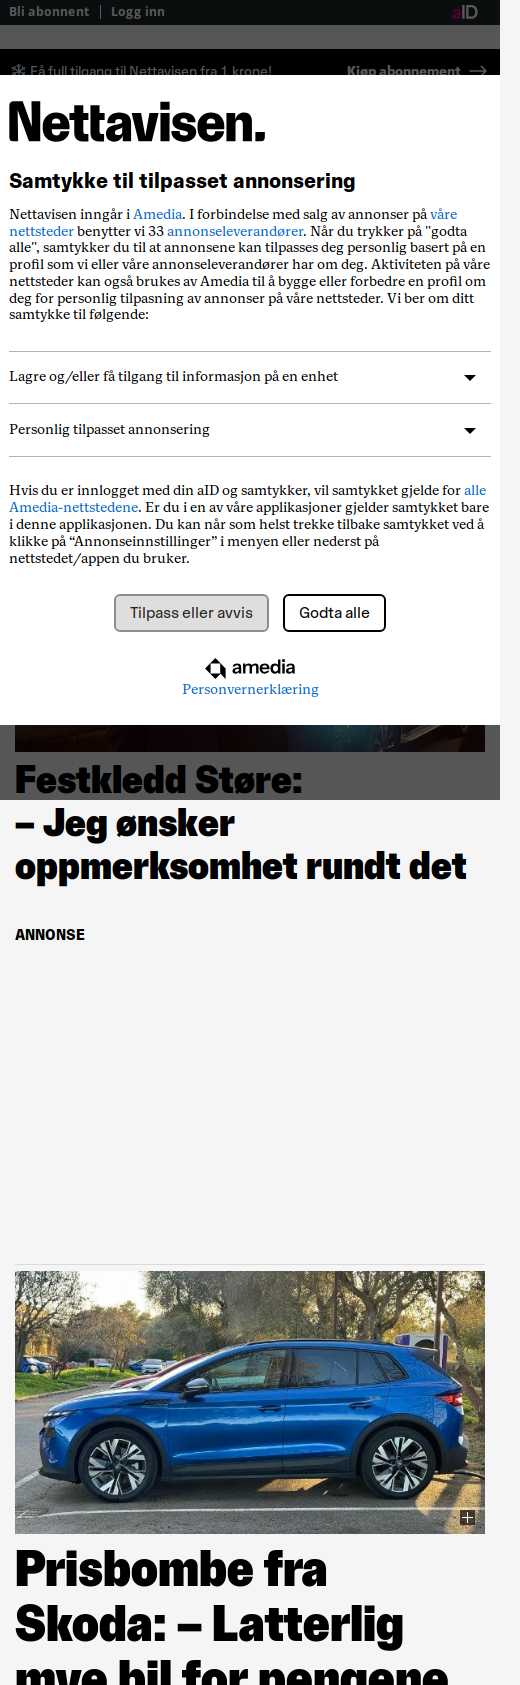 Bli abonnent | Logg inn
aID
Få full tilgang til Nettavisen fra 1 krone!
Kjøp abonnement
Nettavisen.
Samtykke til tilpasset annonsering
Nettavisen inngår i Amedia. I forbindelse med salg av annonser på våre
nettsteder benytter vi 33 annonseleverandører. Når du trykker på "godta
alle", samtykker du til at annonsene kan tilpasses deg personlig basert på en
profil som vi eller våre annonseleverandører har om deg. Aktiviteten på våre
nettsteder kan også brukes av Amedia til å bygge eller forbedre en profil om
deg for personlig tilpasning av annonser på våre nettsteder. Vi ber om ditt
samtykke til følgende:
Lagre og/eller få tilgang til informasjon på en enhet
Personlig tilpasset annonsering
Hvis du er innlogget med din aID og samtykker, vil samtykket gjelde for alle
Amedia-nettstedene. Er du i en av våre applikasjoner gjelder samtykket bare
i denne applikasjonen. Du kan når som helst trekke tilbake samtykket ved å
klikke på “Annonseinnstillinger” i menyen eller nederst på
nettstedet/appen du bruker.
Tilpass eller avvis
Godta alle
amedia
Personvernerklæring
Festkledd Støre:
– Jeg ønsker
oppmerksomhet rundt det
ANNONSE
Prisbombe fra
Skoda: – Latterlig
mye bil for pengene